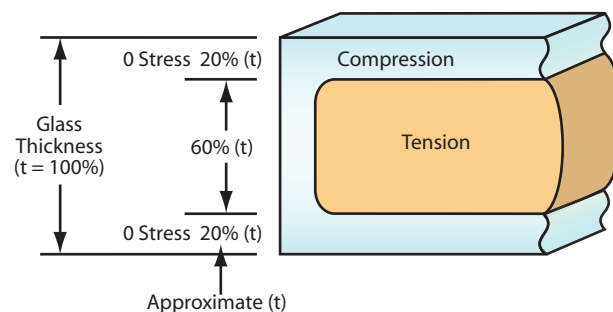 0 Stress 20% (t)
Compression
Glass
Thickness
(t = 100%)
60% (t)
Tension
0 Stress 20% (t)
Approximate (t)